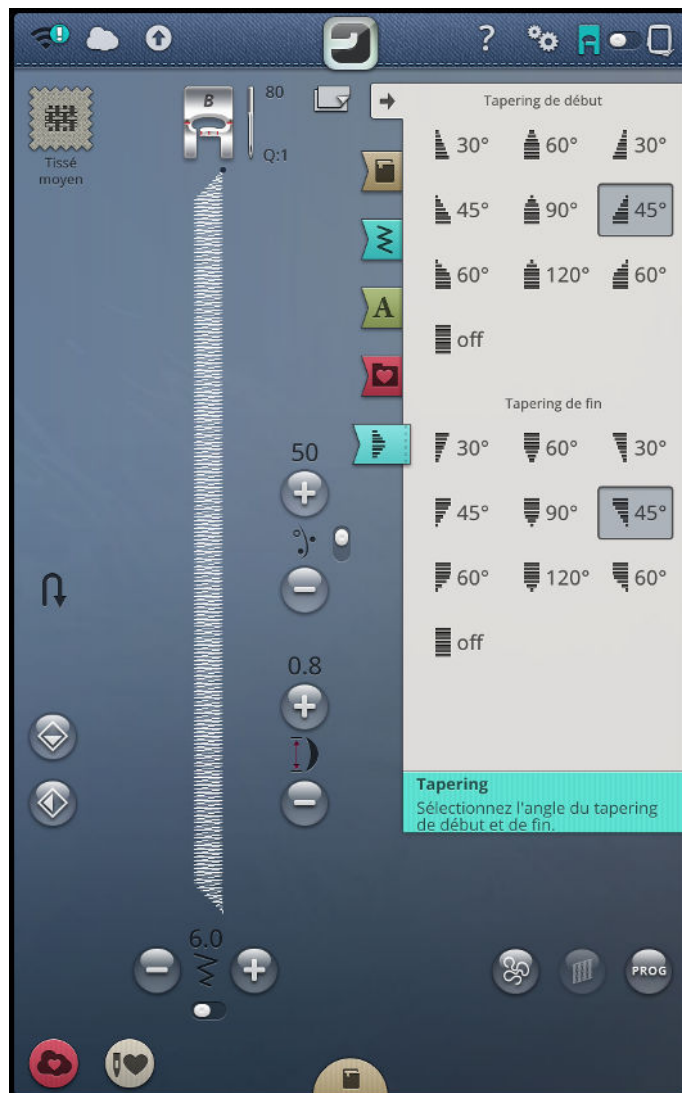 ?
80
B
Q:1
Tissé
moyen
Tapering de début
30°
60°
30°
45°
90°
45°
60°
120°
60°
off
A
Tapering de fin
30°
60°
30°
45°
90°
45°
60°
120°
60°
off
50
0.8
Tapering
Sélectionnez l'angle du tapering
de début et de fin.
6.0
PROG